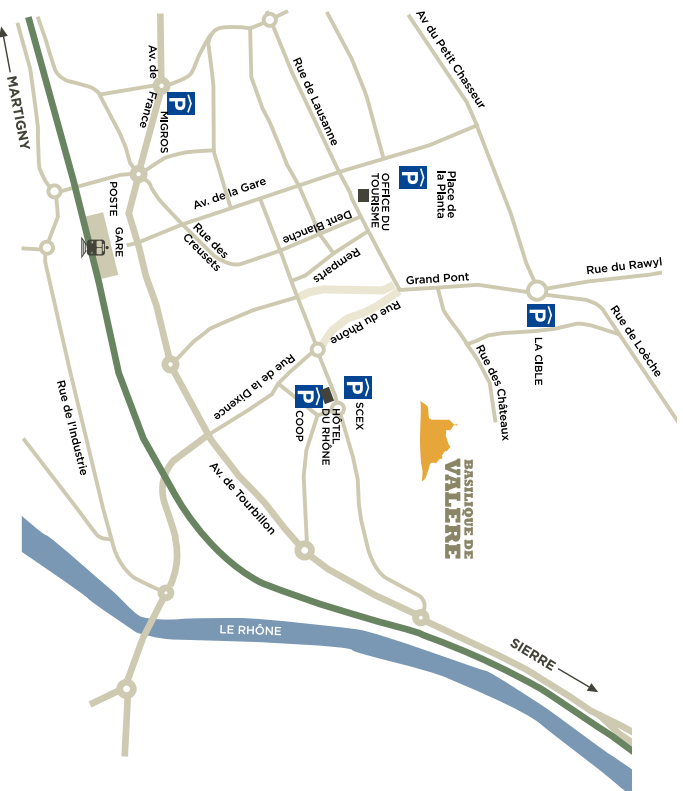 Av du Petit Chasseur
Av. de
France
MARTIGNY
Rue de Lausanne
P
MIGROS
P
Place de
la Planta
OFFICE DU
TOURISME
Av. de la Gare
POSTE
GARE
Rue des
Creusets
Dent Blanche
Remparts
Grand Pont
Rue du Rawyl
Rue de Loèche
P
LA CIBLE
Rue du Rhône
Rue des Châteaux
Rue de la Dixence
P
SCEX
P
COOP
HÔTEL
DU RHÔNE
Rue de l'Industrie
BASILIQUE DE
VALÈRE
Av. de Tourbillon
LE RHÔNE
SIERRE